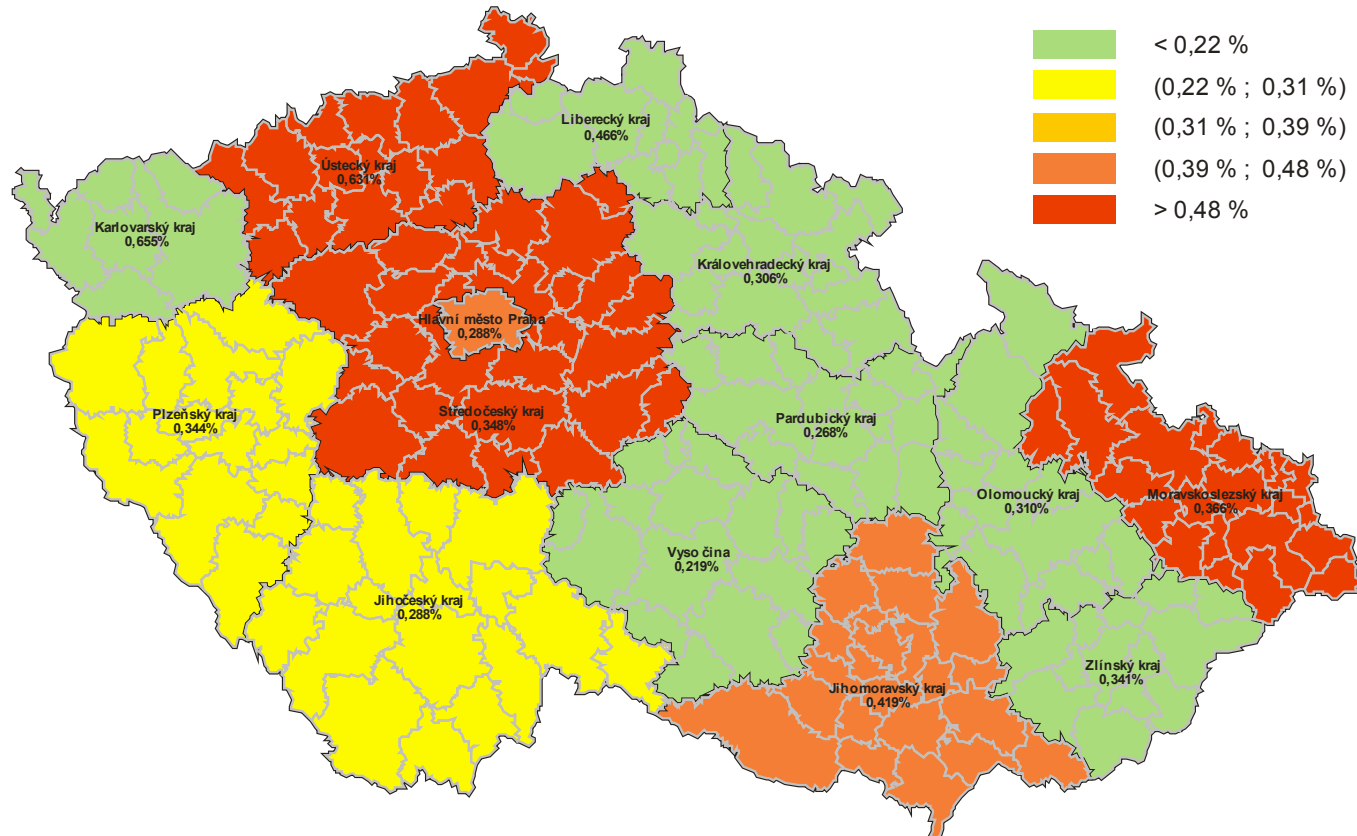 < 0,22 %
(0,22 % ; 0,31 %)
(0,31 % ; 0,39 %)
(0,39 % ; 0,48 %)
> 0,48 %
Liberecký kraj
0,466%
Ústecký kraj
0,631%
Karlovarský kraj
0,655%
Královehradecký kraj
0,306%
Hlavní město Praha
0,288%
Plzeňský kraj
0,344%
Středočeský kraj
0,348%
Pardubický kraj
0,268%
Olomoucký kraj
0,310%
Moravskoslezský kraj
0,366%
Vyso čina
0,219%
Jihočeský kraj
0,288%
Zlínský kraj
0,341%
Jihomoravský kraj
0,419%